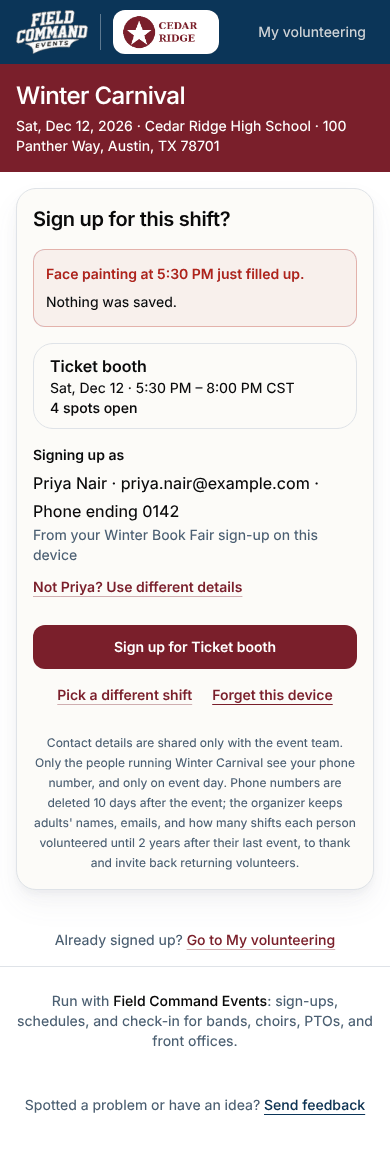 FIELD
COMMAND
EVENTS
CEDAR
RIDGE
My volunteering
Winter Carnival
Sat, Dec 12, 2026 · Cedar Ridge High School · 100
Panther Way, Austin, TX 78701
Sign up for this shift?
Face painting at 5:30 PM just filled up.
Nothing was saved.
Ticket booth
Sat, Dec 12 · 5:30 PM – 8:00 PM CST
4 spots open
Signing up as
Priya Nair · priya.nair@example.com ·
Phone ending 0142
From your Winter Book Fair sign-up on this
device
Not Priya? Use different details
Sign up for Ticket booth
Pick a different shift Forget this device
Contact details are shared only with the event team.
Only the people running Winter Carnival see your phone
number, and only on event day. Phone numbers are
deleted 10 days after the event; the organizer keeps
adults' names, emails, and how many shifts each person
volunteered until 2 years after their last event, to thank
and invite back returning volunteers.
Already signed up? Go to My volunteering
Run with Field Command Events: sign-ups,
schedules, and check-in for bands, choirs, PTOs, and
front offices.
Spotted a problem or have an idea? Send feedback